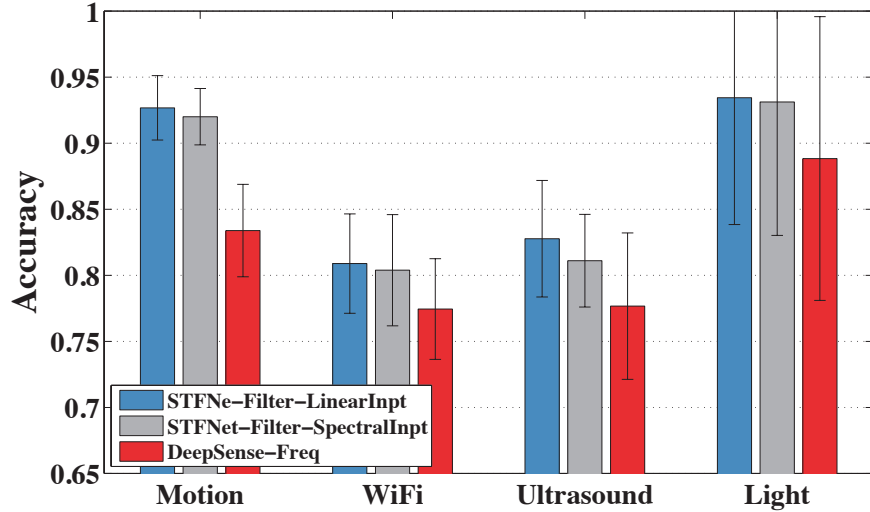 1
0.95
0.9
0.85
0.8
0.75
0.7
0.65
Accuracy
STFNe-Filter-LinearInpt
STFNet-Filter-SpectralInpt
DeepSense-Freq
Motion WiFi Ultrasound Light